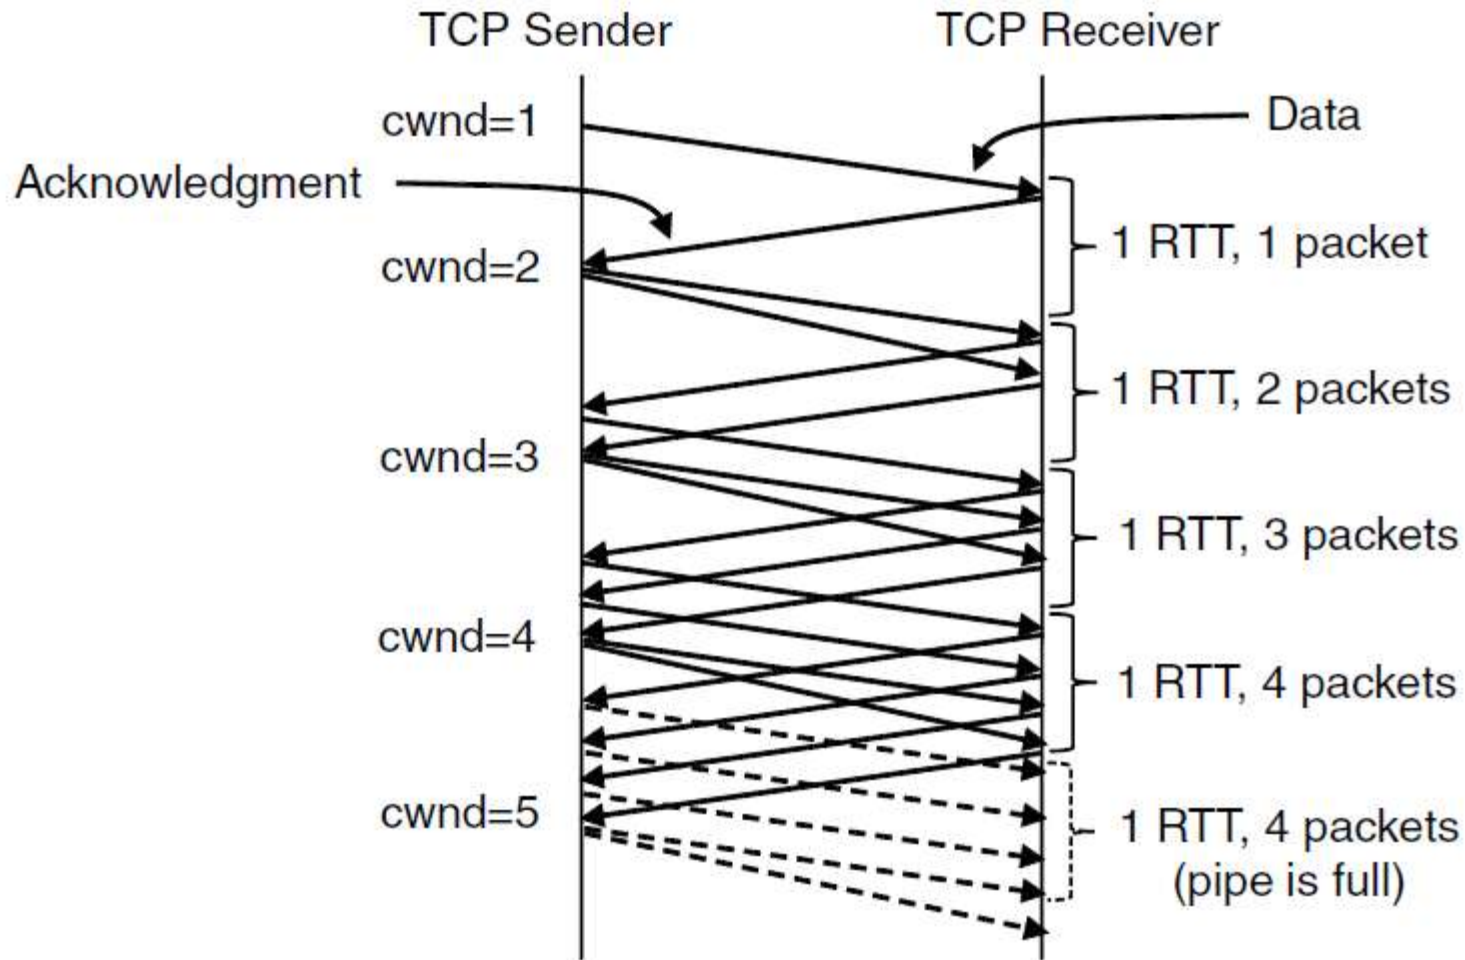 TCP Sender
TCP Receiver
cwnd=1
Data
Acknowledgment
1 RTT, 1 packet
cwnd=2
1 RTT, 2 packets
cwnd=3
1 RTT, 3 packets
cwnd=4
1 RTT, 4 packets
cwnd=5
1 RTT, 4 packets
(pipe is full)